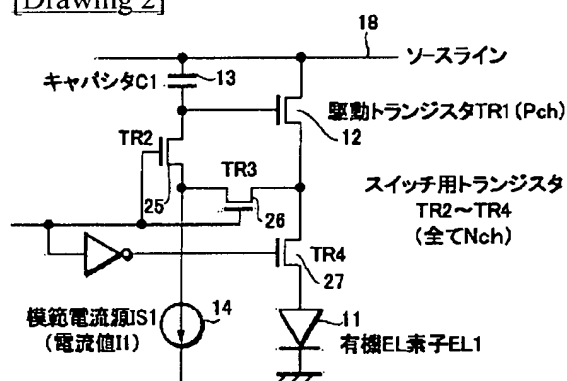 [Drawing 2]
18
ソースライン
キャパシタC1
13
駆動トランジスタTR1(Pch)
12
TR2
25
TR3
26
スイッチ用トランジスタ
TR2～TR4
(全てNch)
TR4
27
模範電流源IS1
(電流値I1)
14
11
有機EL素子EL1